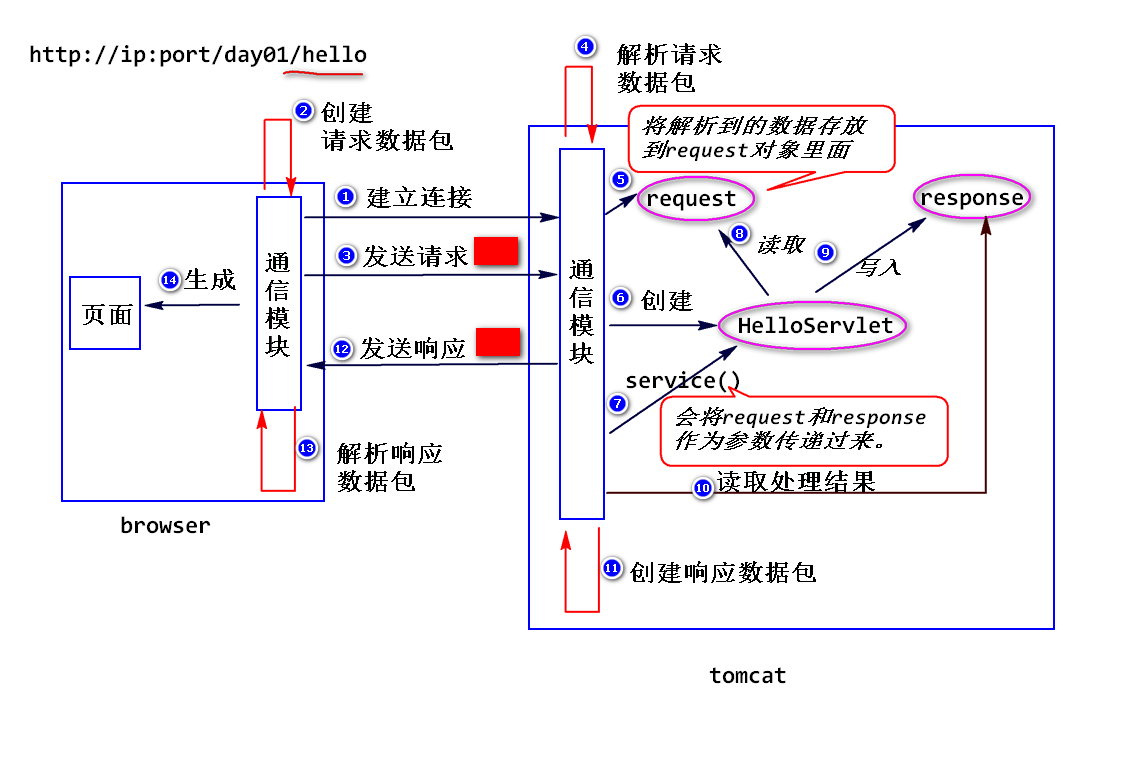 http://ip:port/day01/hello
④ 解析请求
数据包
② 创建
请求数据包
将解析到的数据存放
到request对象里面
① 建立连接
⑤ request
response
③ 发送请求
⑧ 读取
⑨ 写入
⑭ 生成
页面
通信模块
通信模块
⑥ 创建
HelloServlet
⑫ 发送响应
service()
⑦
会将request和response
作为参数传递过来。
⑬ 解析响应
数据包
⑩ 读取处理结果
browser
⑪ 创建响应数据包
tomcat